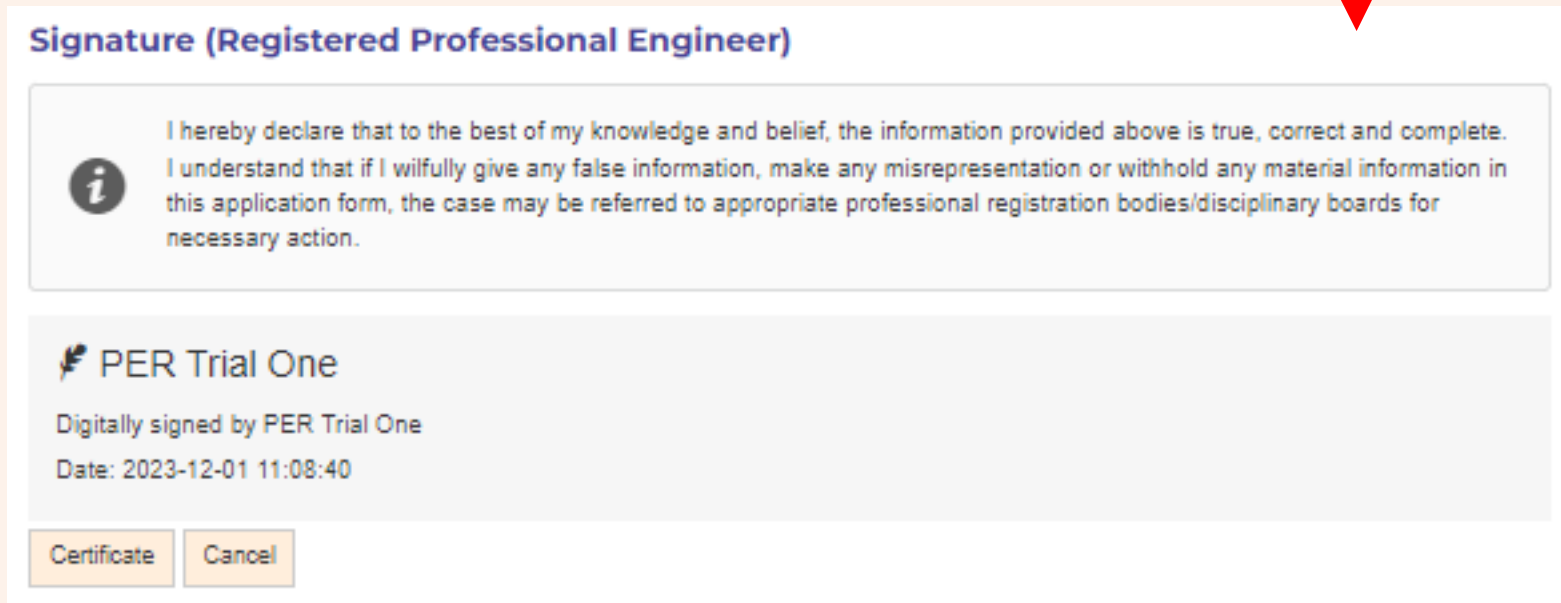 Signature (Registered Professional Engineer)
I hereby declare that to the best of my knowledge and belief, the information provided above is true, correct and complete.
I understand that if I wilfully give any false information, make any misrepresentation or withhold any material information in
this application form, the case may be referred to appropriate professional registration bodies/disciplinary boards for
necessary action.
PER Trial One
Digitally signed by PER Trial One
Date: 2023-12-01 11:08:40
Certificate Cancel